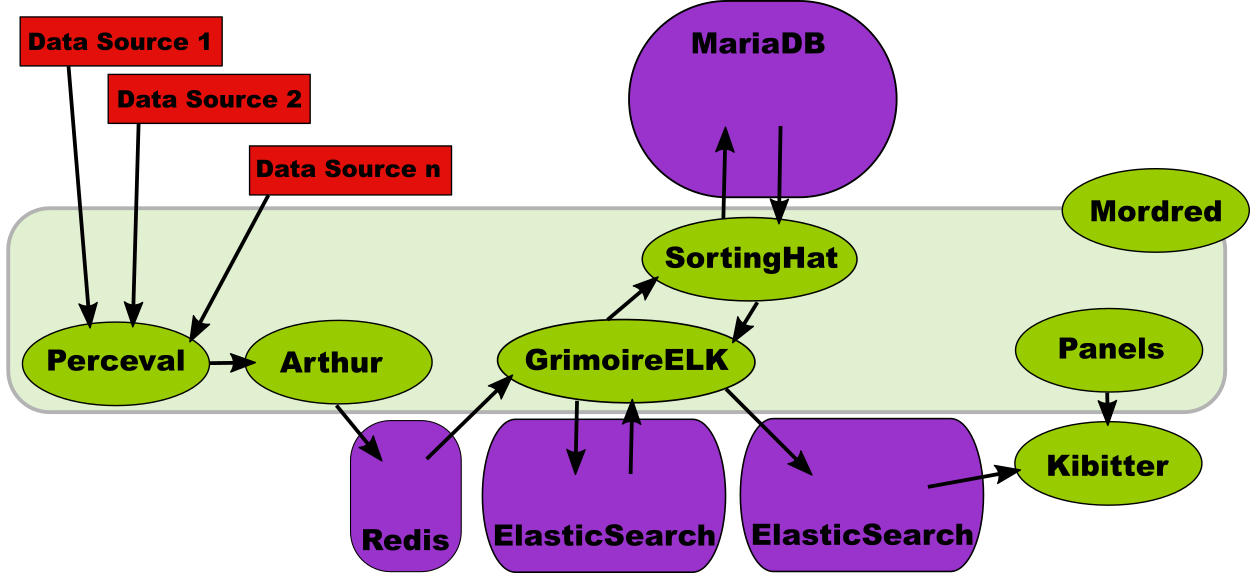 Data Source 1
MariaDB
Data Source 2
Data Source n
Mordred
SortingHat
Perceval
Arthur
GrimoireELK
Panels
Kibitter
Redis
ElasticSearch
ElasticSearch